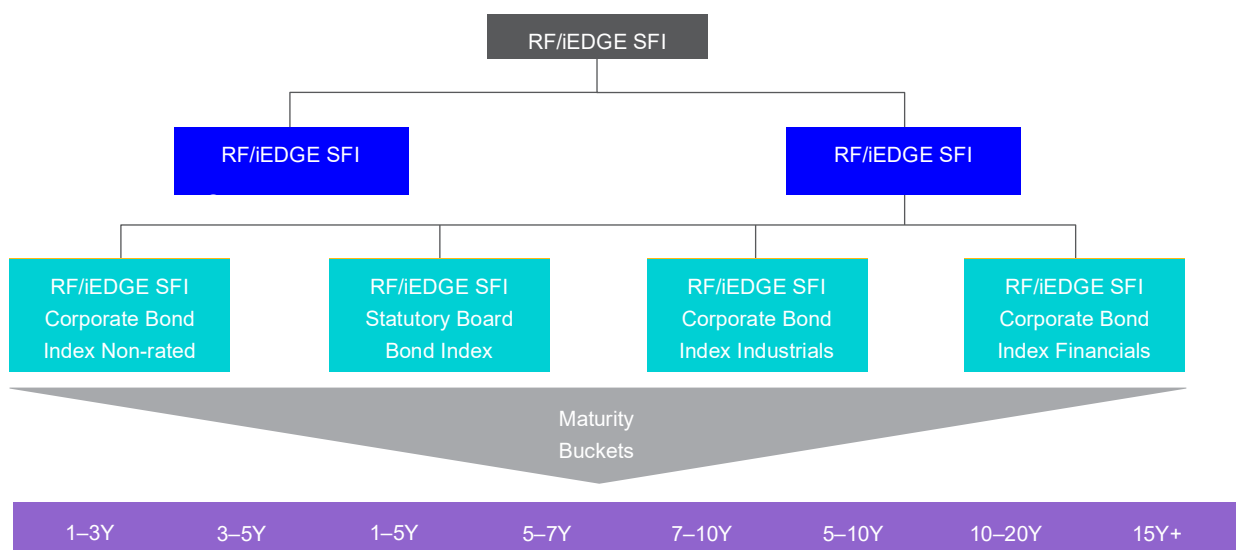 RF/iEDGE SFI
RF/iEDGE SFI
RF/iEDGE SFI
RF/iEDGE SFI
Corporate Bond
Index Non-rated
RF/iEDGE SFI
Statutory Board
Bond Index
RF/iEDGE SFI
Corporate Bond
Index Industrials
RF/iEDGE SFI
Corporate Bond
Index Financials
Maturity
Buckets
1–3Y
3–5Y
1–5Y
5–7Y
7–10Y
5–10Y
10–20Y
15Y+